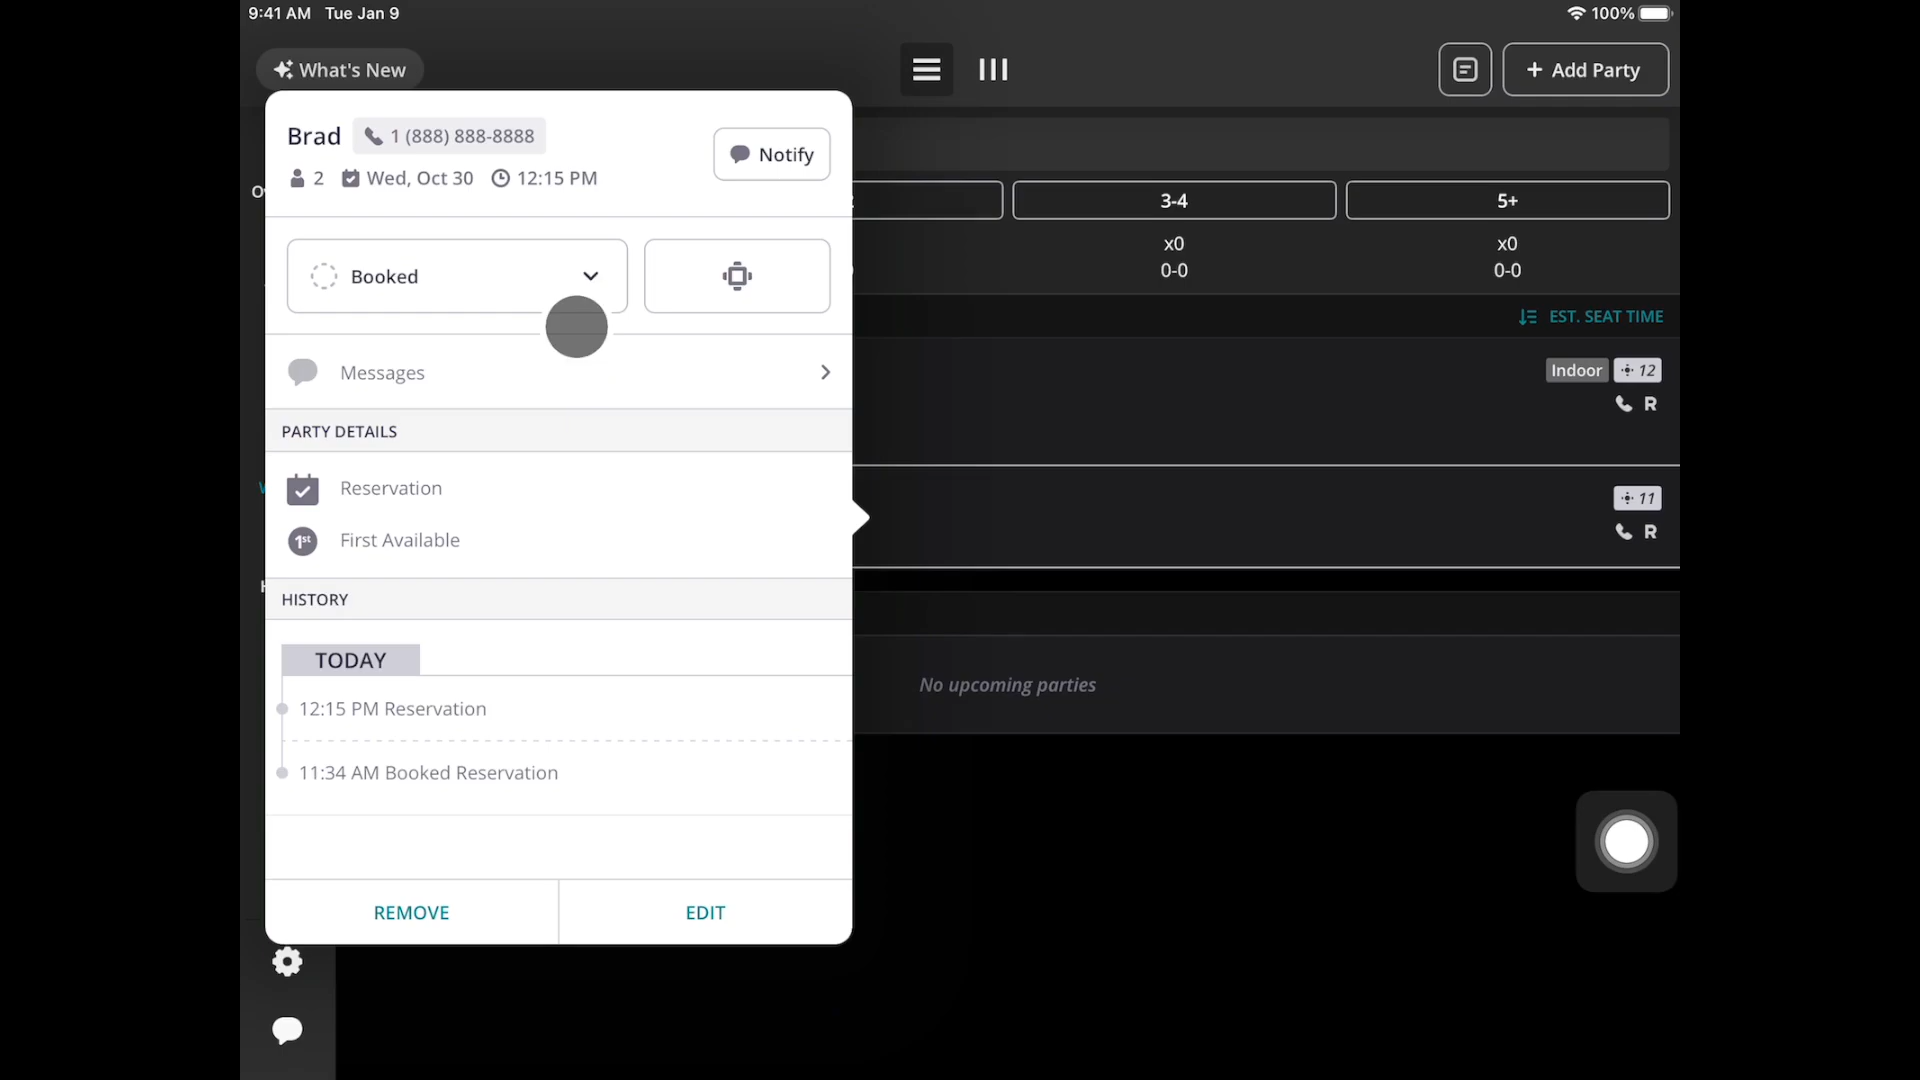 9:41 AM Tue Jan 9
100%
What's New
Add Party
Brad 1 (888) 888-8888
Notify
2 Wed, Oct 30 12:15 PM
3-4
5+
x0
x0
0-0
0-0
Booked
EST. SEAT TIME
Messages
Indoor 12
R
PARTY DETAILS
Reservation
11
R
1st First Available
HISTORY
TODAY
No upcoming parties
12:15 PM Reservation
11:34 AM Booked Reservation
REMOVE
EDIT